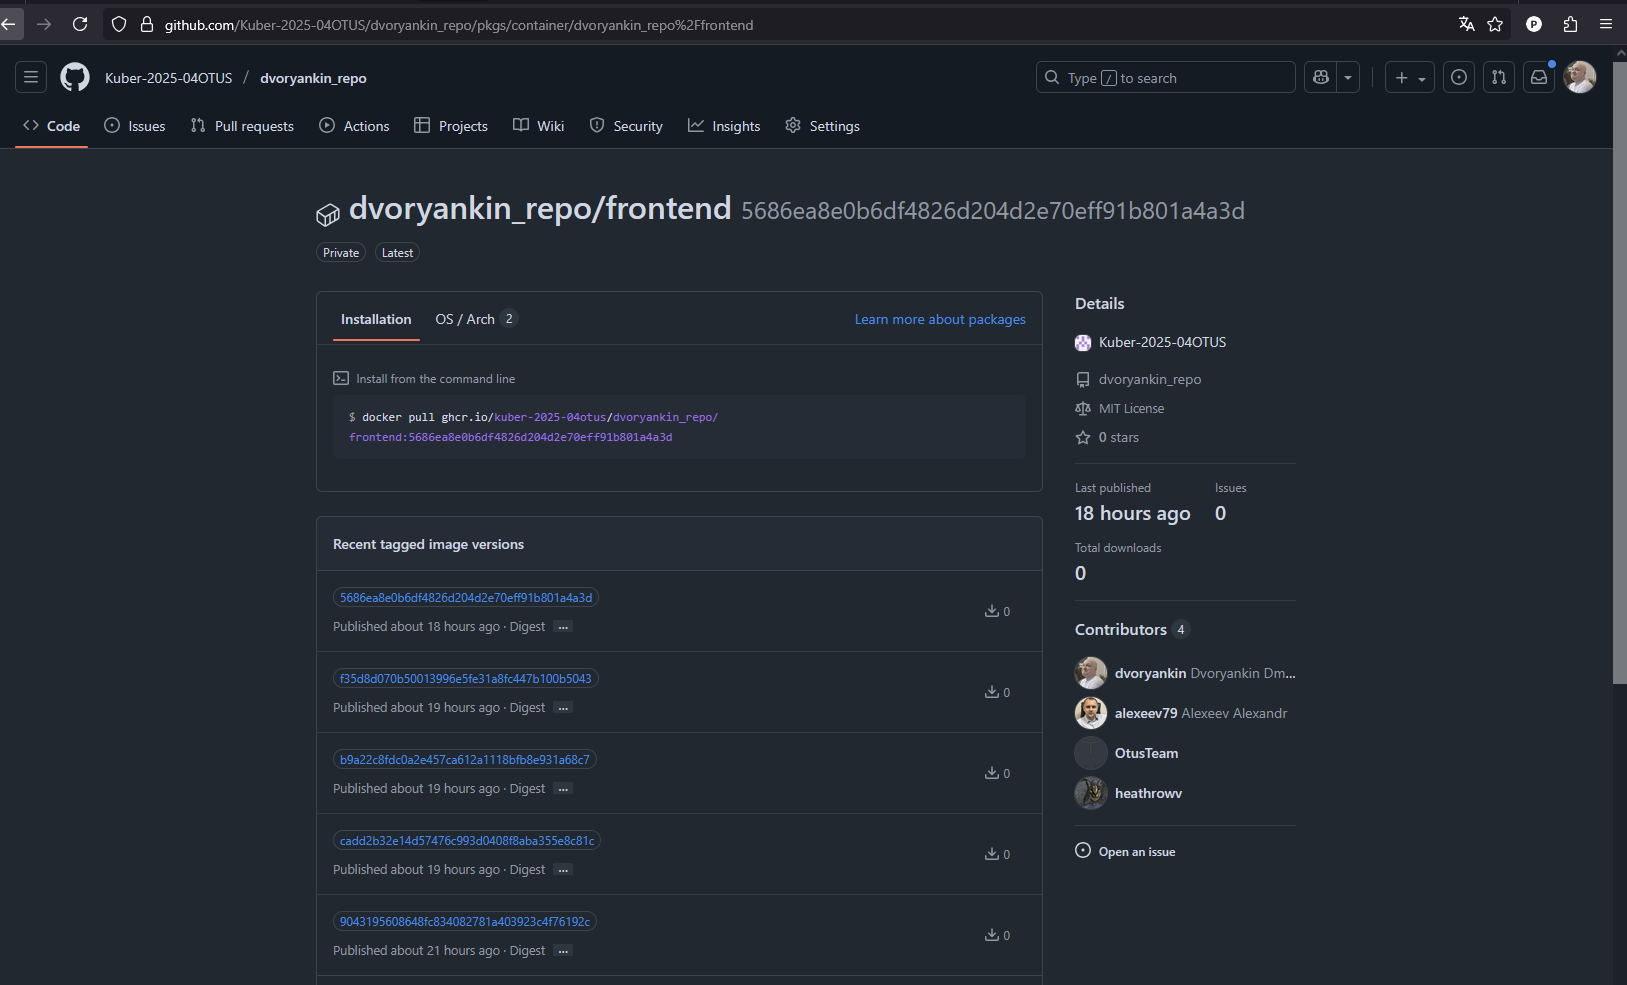 github.com/Kuber-2025-04OTUS/dvoryankin_repo/pkgs/container/dvoryankin_repo%2Ffrontend
P
Kuber-2025-04OTUS / dvoryankin_repo
Type / to search
Code
Issues
Pull requests
Actions
Projects
Wiki
Security
Insights
Settings
dvoryankin_repo/frontend 5686ea8e0b6df4826d204d2e70eff91b801a4a3d
Private
Latest
Installation
OS / Arch 2
Learn more about packages
Install from the command line
$ docker pull ghcr.io/kuber-2025-04otus/dvoryankin_repo/
frontend:5686ea8e0b6df4826d204d2e70eff91b801a4a3d
Recent tagged image versions
5686ea8e0b6df4826d204d2e70eff91b801a4a3d
Published about 18 hours ago · Digest ...
0
f35d8d070b50013996e5fe31a8fc447b100b5043
Published about 19 hours ago · Digest ...
0
b9a22c8fdc0a2e457ca612a1118bfb8e931a68c7
Published about 19 hours ago · Digest ...
0
cadd2b32e14d57476c993d0408f8aba355e8c81c
Published about 19 hours ago · Digest ...
0
9043195608648fc834082781a403923c4f76192c
Published about 21 hours ago · Digest ...
0
Details
Kuber-2025-04OTUS
dvoryankin_repo
MIT License
0 stars
Last published
18 hours ago
Issues
0
Total downloads
0
Contributors 4
dvoryankin Dvoryankin Dm...
alexeev79 Alexeev Alexandr
OtusTeam
heathrowv
Open an issue